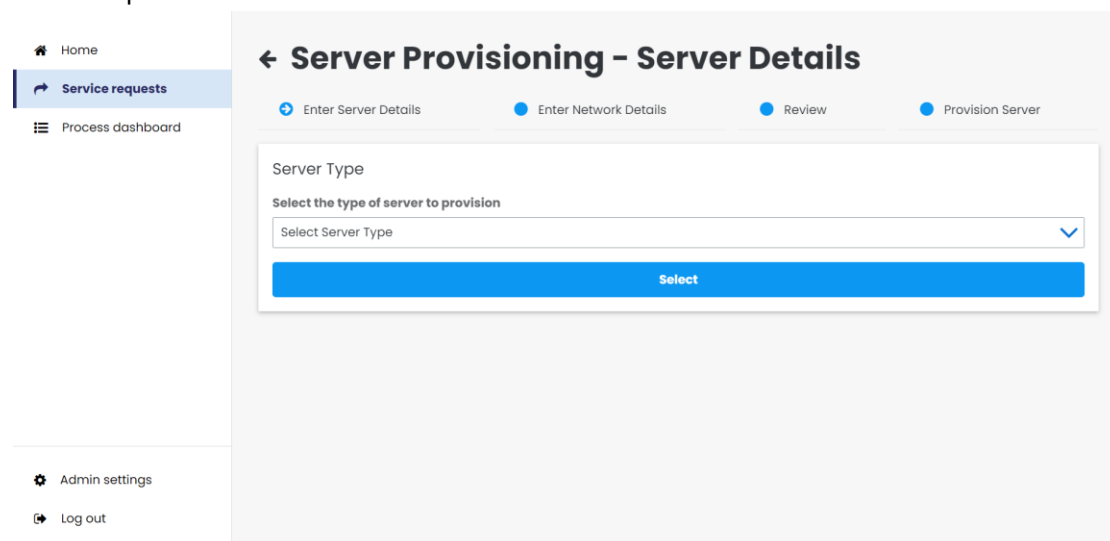 Home
Service requests
Process dashboard
Admin settings
Log out
Server Provisioning - Server Details
Enter Server Details
Enter Network Details
Review
Provision Server
Server Type
Select the type of server to provision
Select Server Type
Select